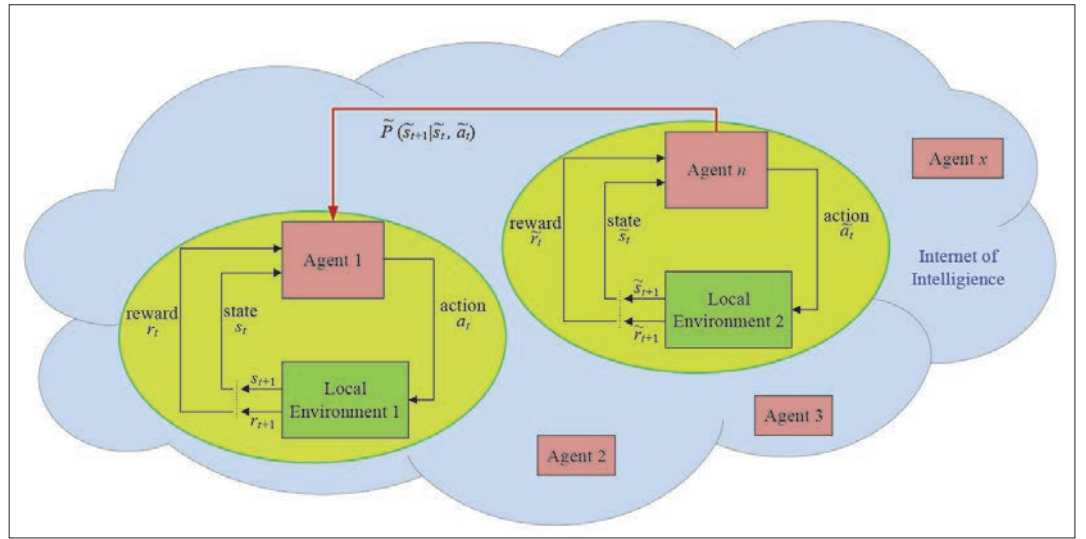 P̃ (s̃ₜ₊₁|s̃ₜ, ãₜ)
Agent n
Agent x
reward
r̃ₜ
state
s̃ₜ
action
ãₜ
s̃ₜ₊₁
r̃ₜ₊₁
Local
Environment 2
Internet of
Intelligience
Agent 1
reward
rₜ
state
sₜ
action
aₜ
sₜ₊₁
rₜ₊₁
Local
Environment 1
Agent 3
Agent 2